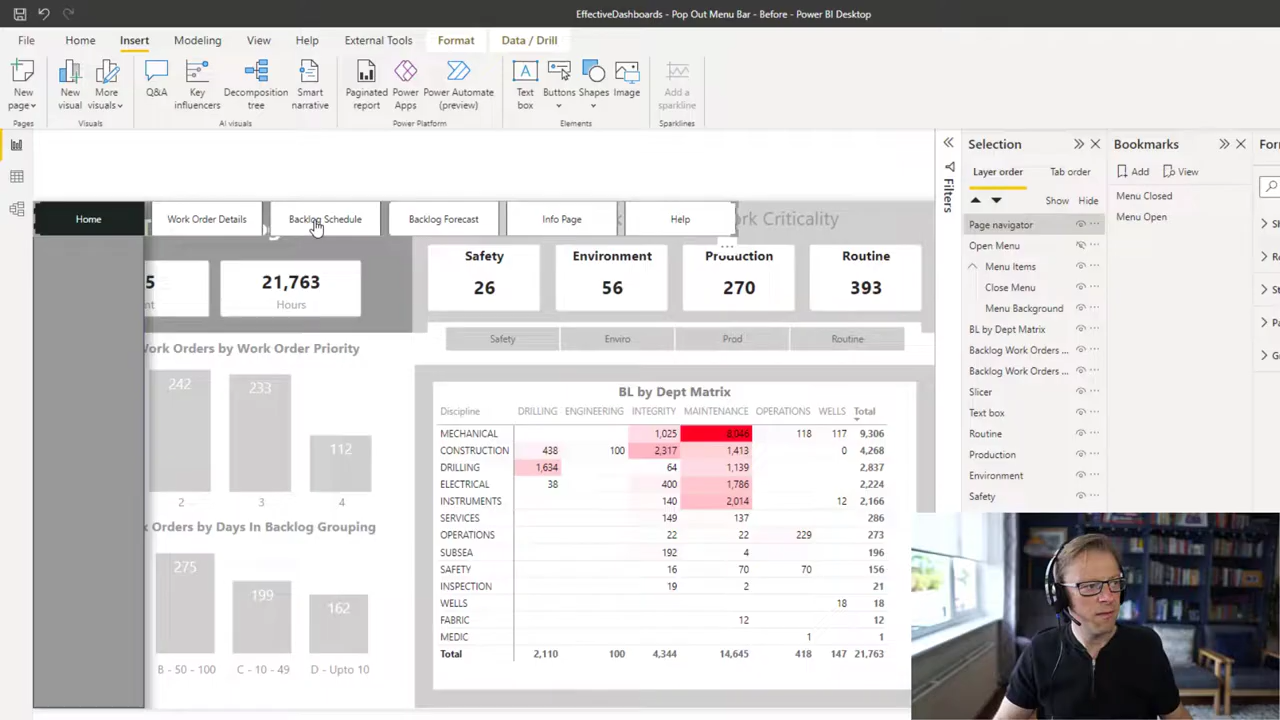 EffectiveDashboards - Pop Out Menu Bar - Before - Power BI Desktop
File Home Insert Modeling View Help External Tools Format Data / Drill
New page New visual More visuals Q&A Key influencers Decomposition tree Smart narrative Paginated report Power Apps Power Automate (preview) Text box Buttons Shapes Image Add a sparkline
Pages Visuals AI visuals Power Platform Elements Sparklines
Filters
Home Work Order Details Backlog Schedule Backlog Forecast Info Page Help
ork Criticality
Safety Environment Production Routine
26 56 270 393
5 21,763
nt Hours
Safety Enviro Prod Routine
Work Orders by Work Order Priority
242 233 112
2 3 4
k Orders by Days In Backlog Grouping
275 199 162
B - 50 - 100 C - 10 - 49 D - Upto 10
BL by Dept Matrix
Discipline DRILLING ENGINEERING INTEGRITY MAINTENANCE OPERATIONS WELLS Total
MECHANICAL 1,025 8,046 118 117 9,306
CONSTRUCTION 438 100 2,317 1,413 0 4,268
DRILLING 1,634 64 1,139 2,837
ELECTRICAL 38 400 1,786 2,224
INSTRUMENTS 140 2,014 12 2,166
SERVICES 149 137 286
OPERATIONS 22 22 229 273
SUBSEA 192 4 196
SAFETY 16 70 70 156
INSPECTION 19 2 21
WELLS 18 18
FABRIC 12 12
MEDIC 1 1
Total 2,110 100 4,344 14,645 418 147 21,763
Selection
Layer order Tab order
Show Hide
Page navigator
Open Menu
Menu Items
Close Menu
Menu Background
BL by Dept Matrix
Backlog Work Orders ...
Backlog Work Orders ...
Slicer
Text box
Routine
Production
Environment
Safety
Bookmarks
Add View
Menu Closed
Menu Open
For